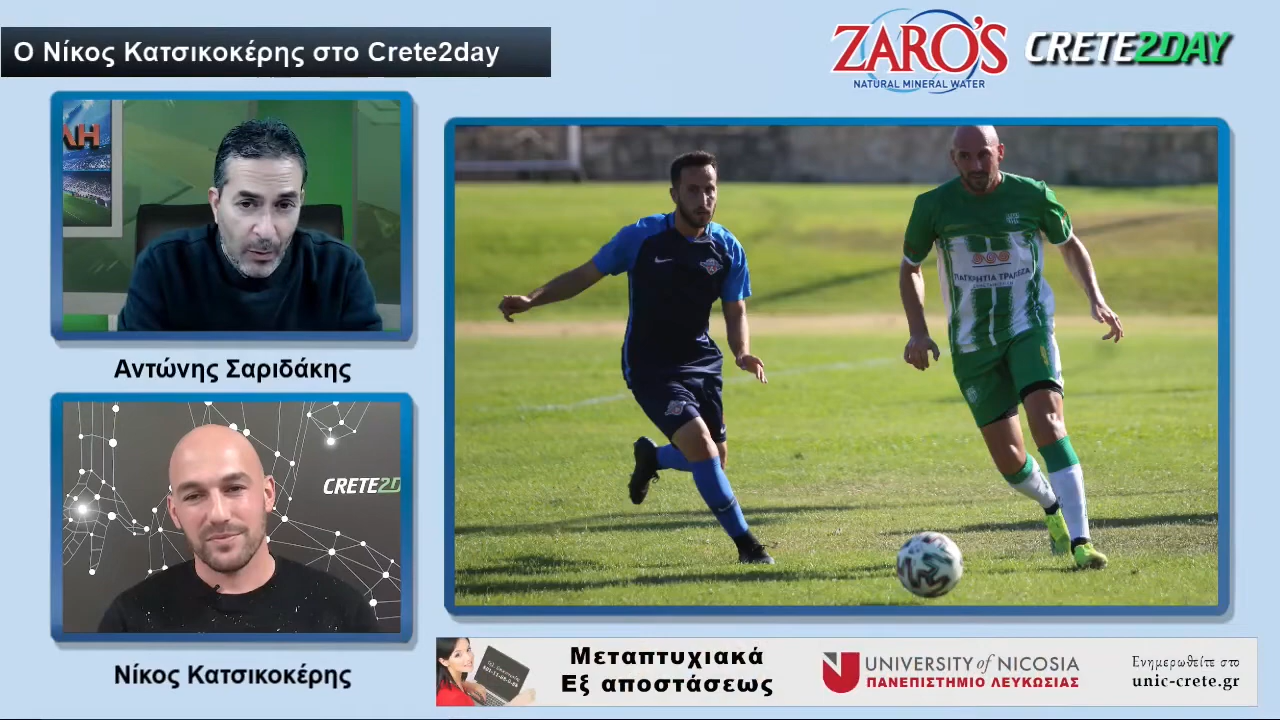 Ο Νίκος Κατσικοκέρης στο Crete2day
ZARO'S
NATURAL MINERAL WATER
CRETE2DAY
ΛΗ
Αντώνης Σαριδάκης
CRETE2D
Νίκος Κατσικοκέρης
ΠΑΓΚΡΗΤΙΑ ΤΡΑΠΕΖΑ
Μεταπτυχιακά
Εξ αποστάσεως
UNIVERSITY of NICOSIA
ΠΑΝΕΠΙΣΤΗΜΙΟ ΛΕΥΚΩΣΙΑΣ
Ενημερωθείτε στο
unic-crete.gr